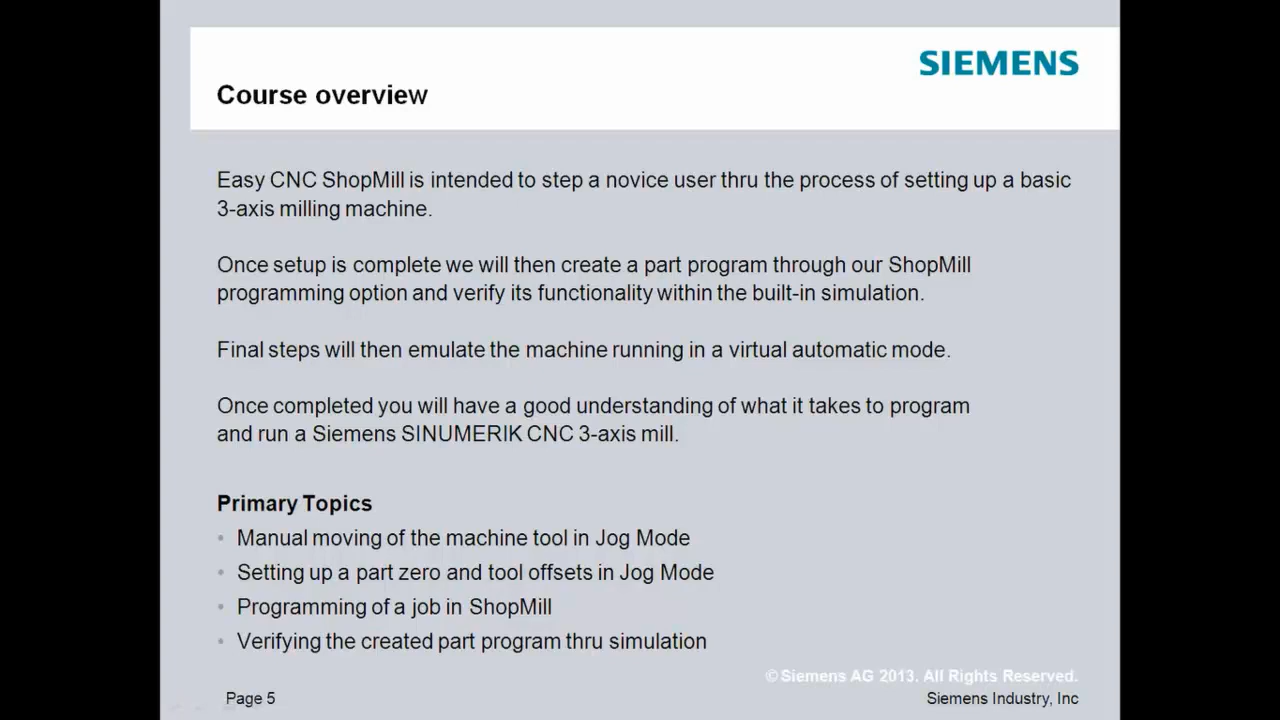 SIEMENS
Course overview
Easy CNC ShopMill is intended to step a novice user thru the process of setting up a basic
3-axis milling machine.
Once setup is complete we will then create a part program through our ShopMill
programming option and verify its functionality within the built-in simulation.
Final steps will then emulate the machine running in a virtual automatic mode.
Once completed you will have a good understanding of what it takes to program
and run a Siemens SINUMERIK CNC 3-axis mill.
Primary Topics
• Manual moving of the machine tool in Jog Mode
• Setting up a part zero and tool offsets in Jog Mode
• Programming of a job in ShopMill
• Verifying the created part program thru simulation
© Siemens AG 2013. All Rights Reserved.
Page 5
Siemens Industry, Inc